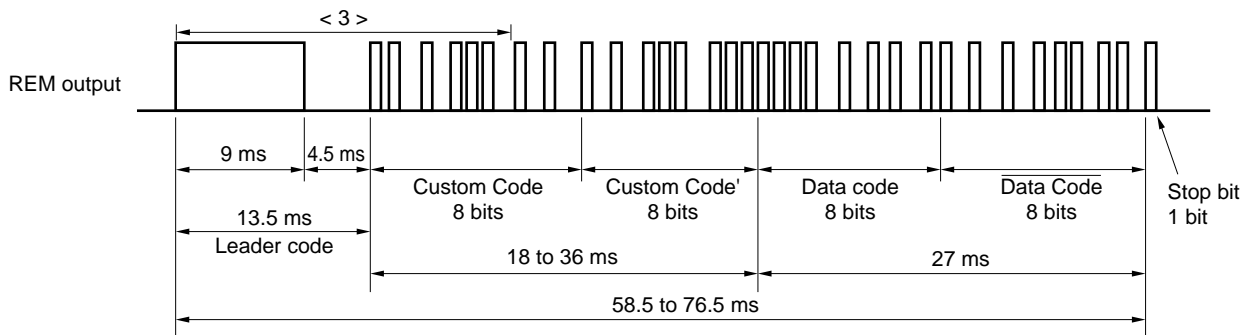 < 3 >
REM output
9 ms
4.5 ms
Custom Code
8 bits
Custom Code'
8 bits
Data code
8 bits
Data Code
8 bits
Stop bit
1 bit
13.5 ms
Leader code
18 to 36 ms
27 ms
58.5 to 76.5 ms